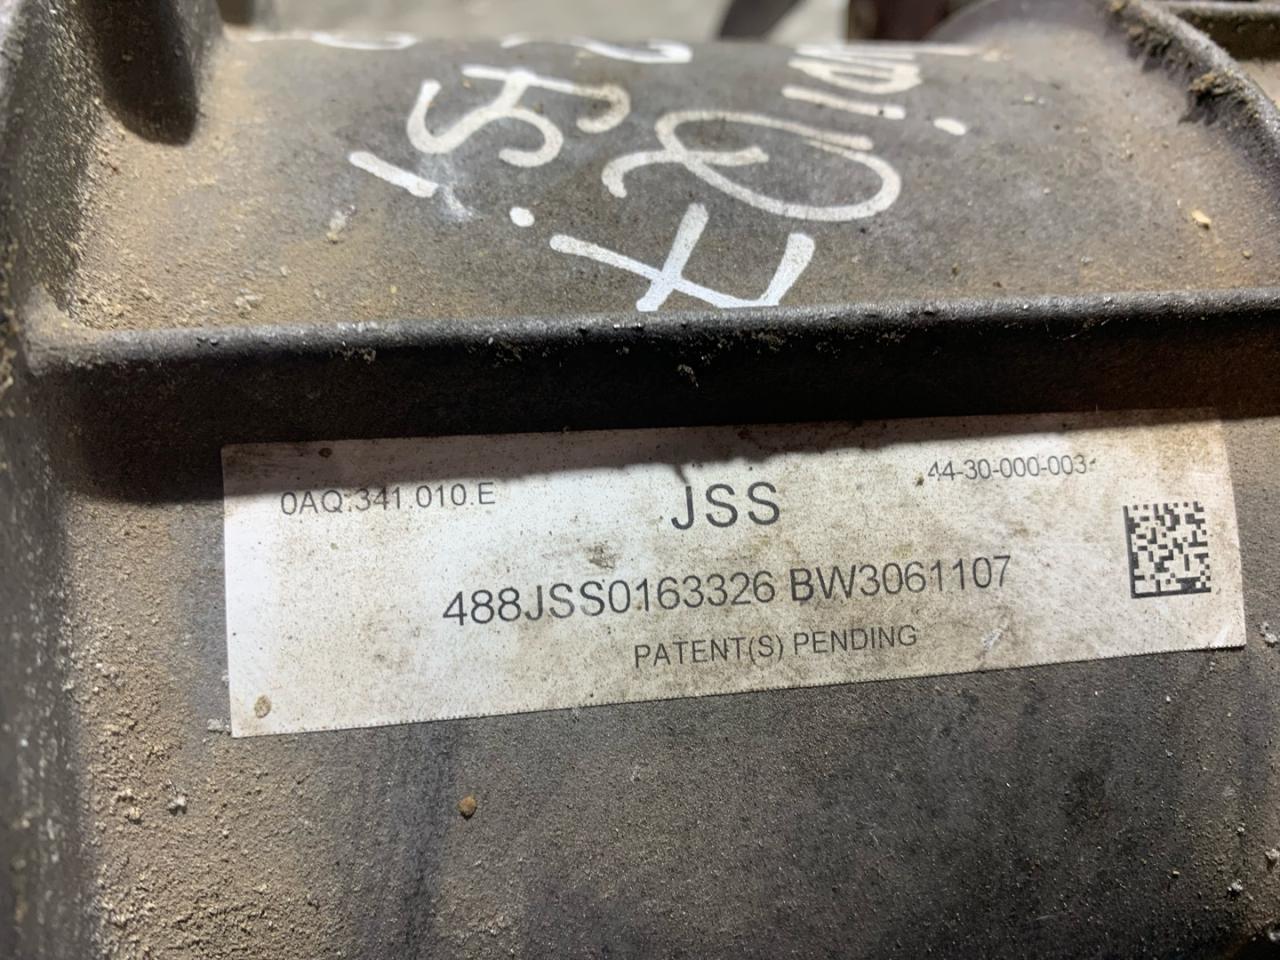 0AQ.341.010.E
JSS
44-30-000-003-
488JSS0163326 BW3061107
PATENT(S) PENDING